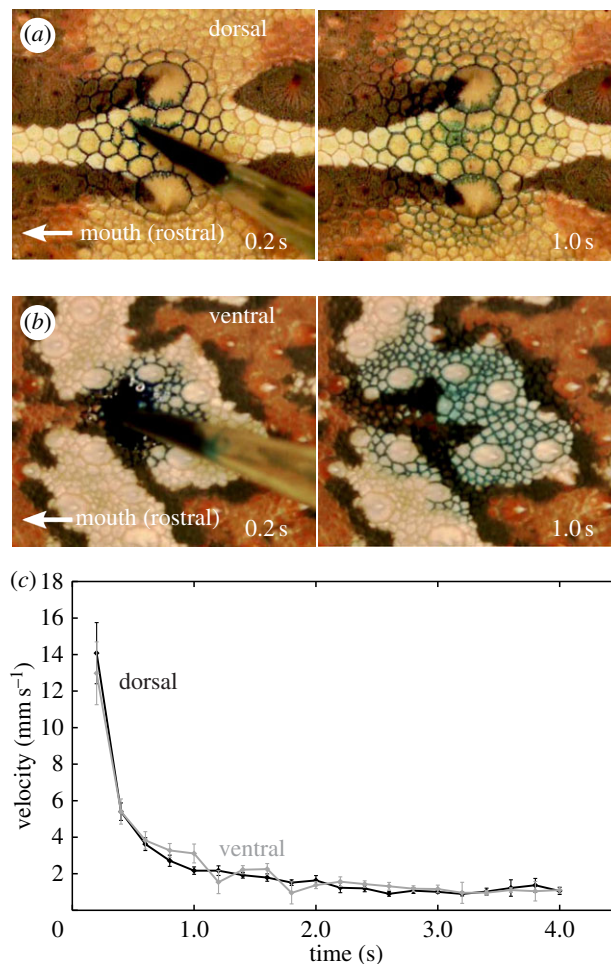 (a) dorsal
mouth (rostral) 0.2 s 1.0 s
(b) ventral
mouth (rostral) 0.2 s 1.0 s
(c)
18
16
14
12
10
8
6
4
2
0
velocity (mm s⁻¹)
dorsal
ventral
1.0 2.0 3.0 4.0
time (s)